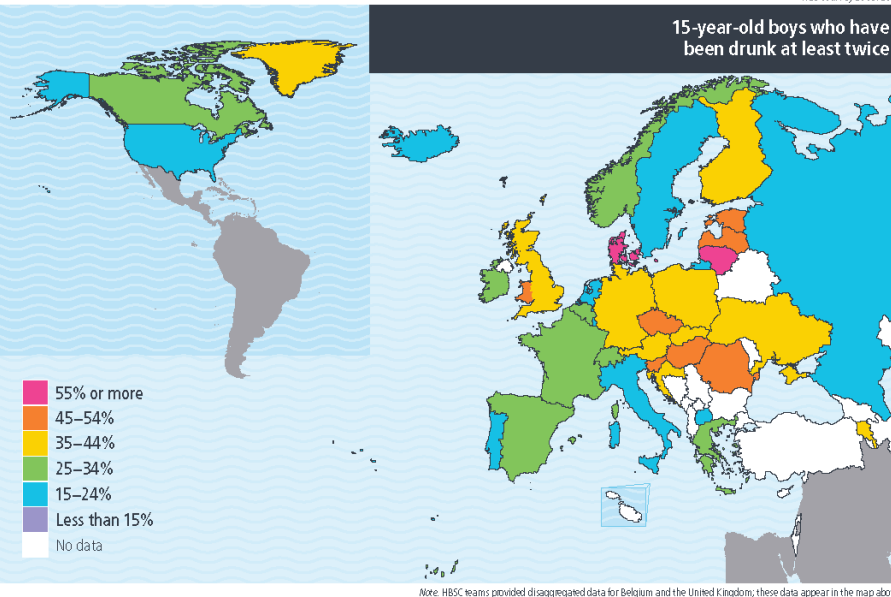 15-year-old boys who have
been drunk at least twice
55% or more
45–54%
35–44%
25–34%
15–24%
Less than 15%
No data
Note. HBSC teams provided disaggregated data for Belgium and the United Kingdom; these data appear in the map abo